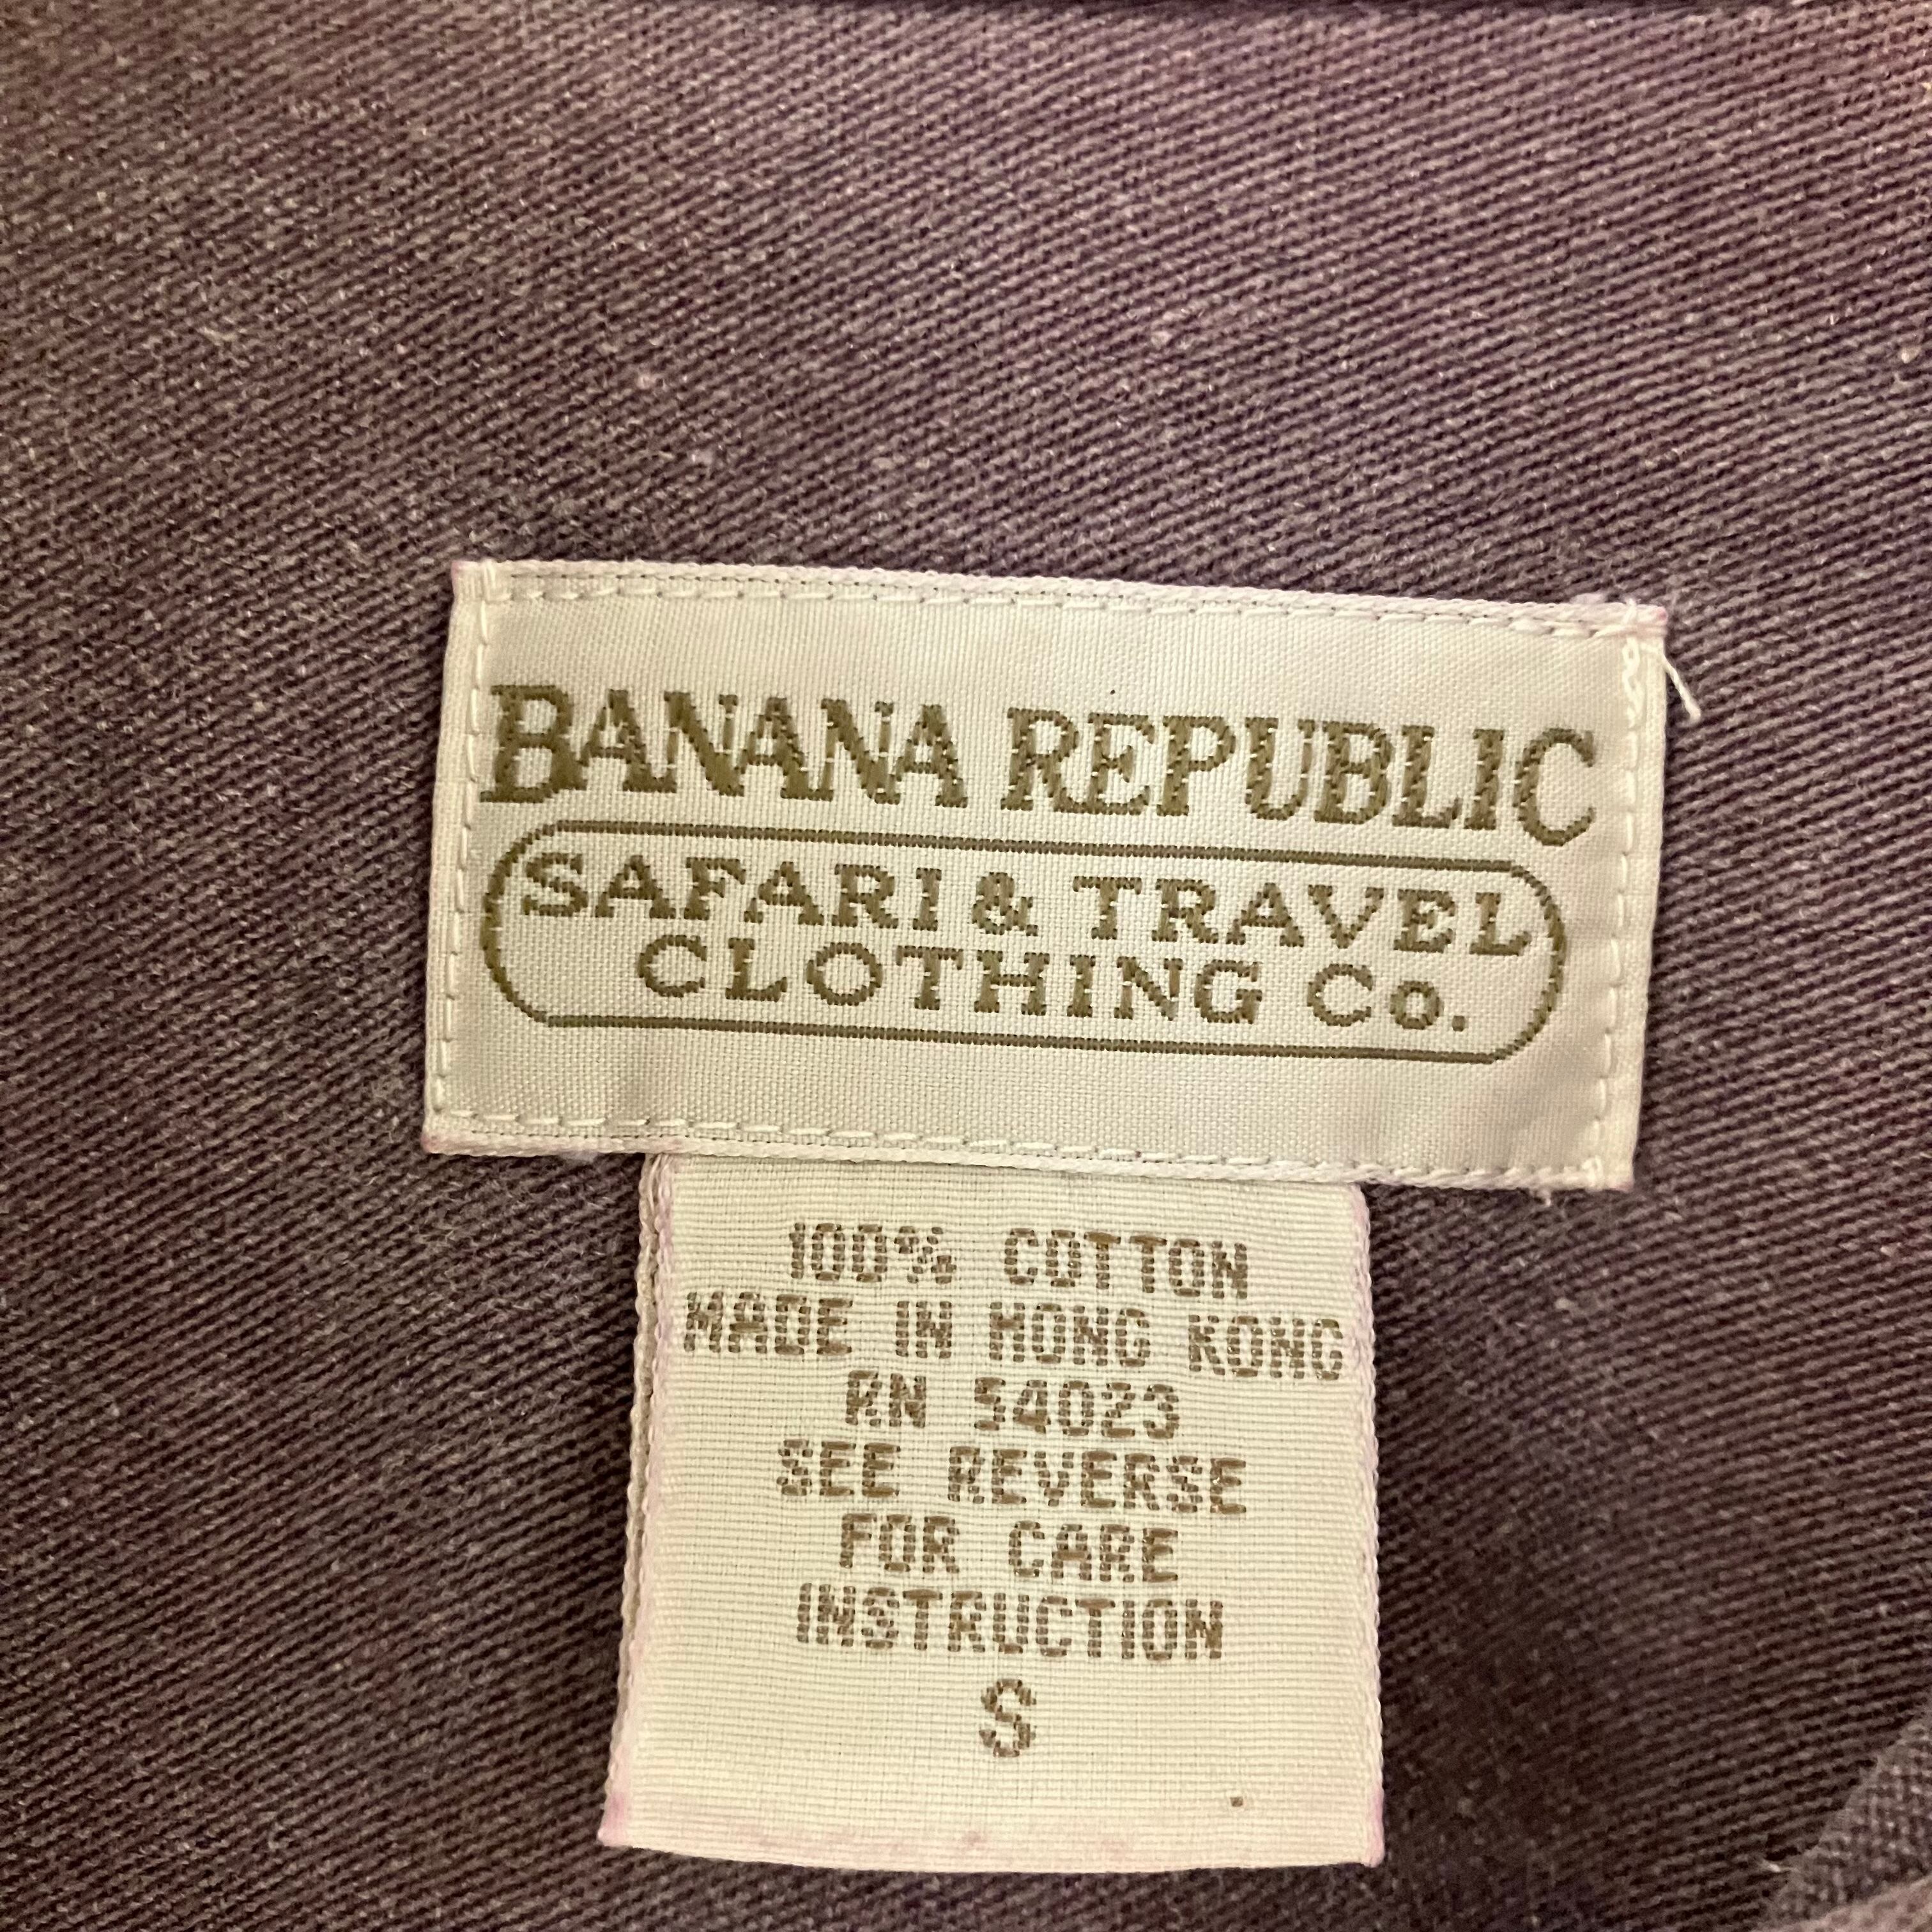 BANANA REPUBLIC
SAFARI & TRAVEL
CLOTHING Co.
100% COTTON
MADE IN HONG KONG
RN 54023
SEE REVERSE
FOR CARE
INSTRUCTION
S